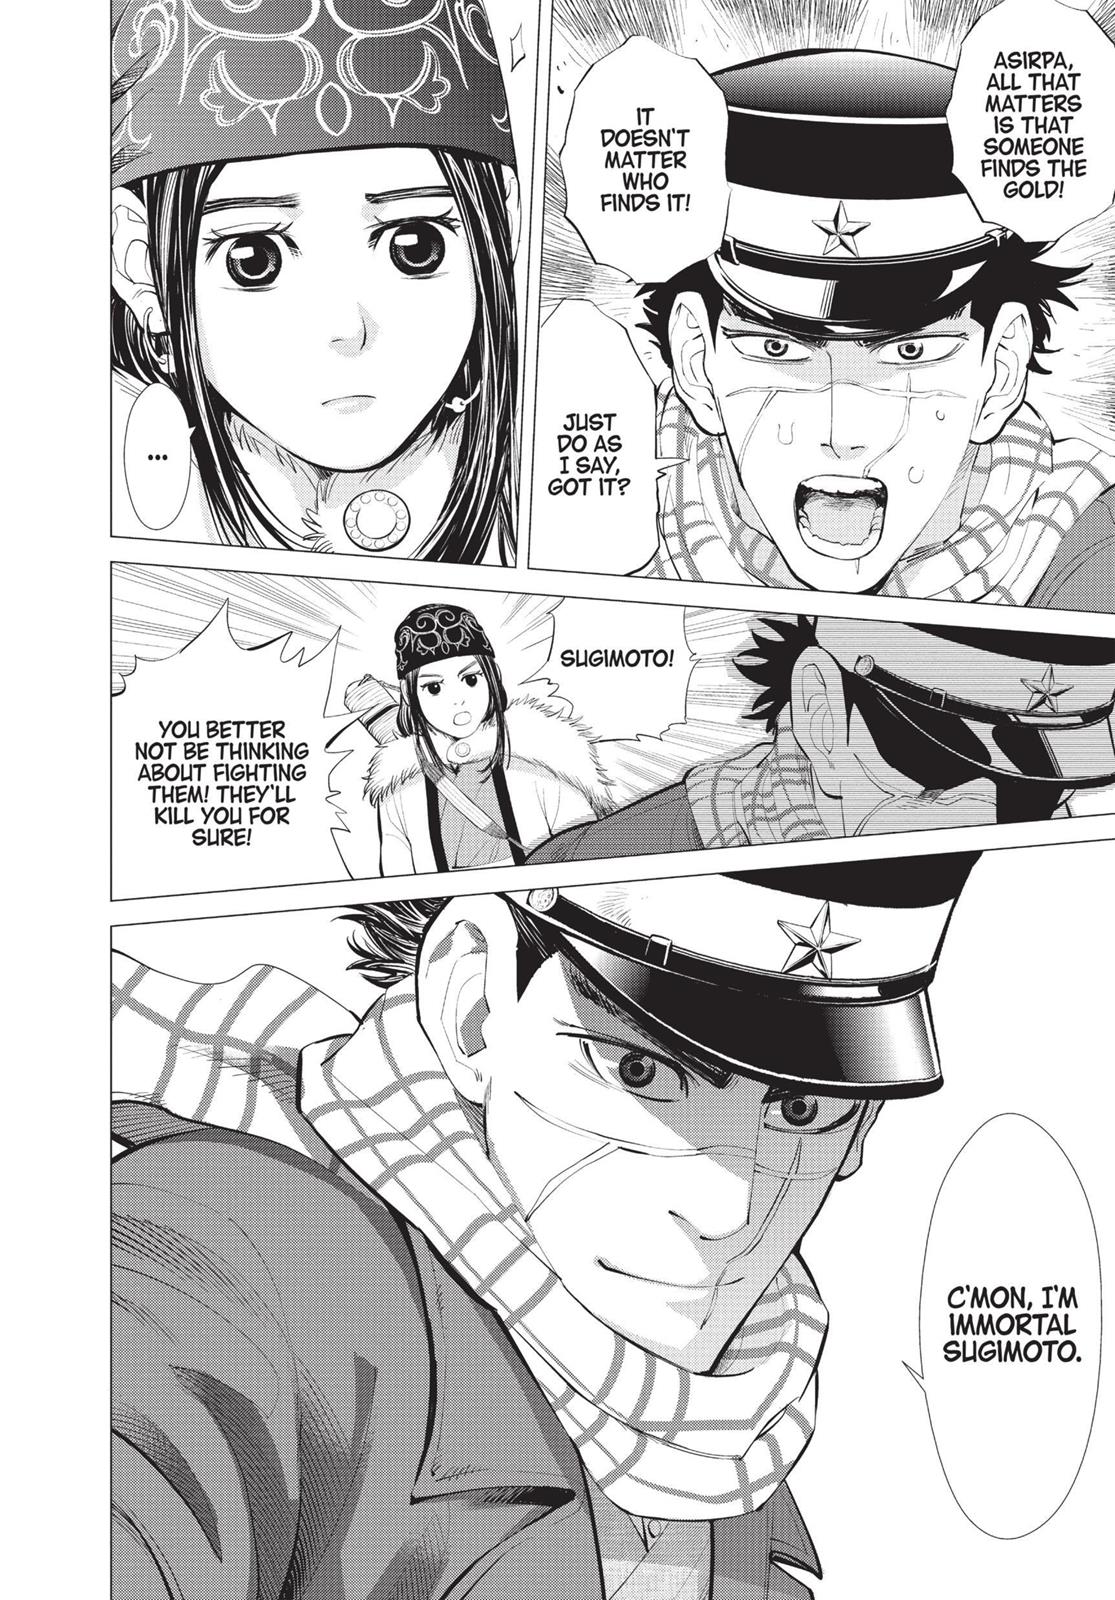 ASIRPA,
ALL THAT
MATTERS
IS THAT
SOMEONE
FINDS THE
GOLD!
IT
DOESN'T
MATTER
WHO
FINDS IT!
JUST
DO AS
I SAY,
GOT IT?
...
SUGIMOTO!
YOU BETTER
NOT BE THINKING
ABOUT FIGHTING
THEM! THEY'LL
KILL YOU FOR
SURE!
C'MON, I'M
IMMORTAL
SUGIMOTO.